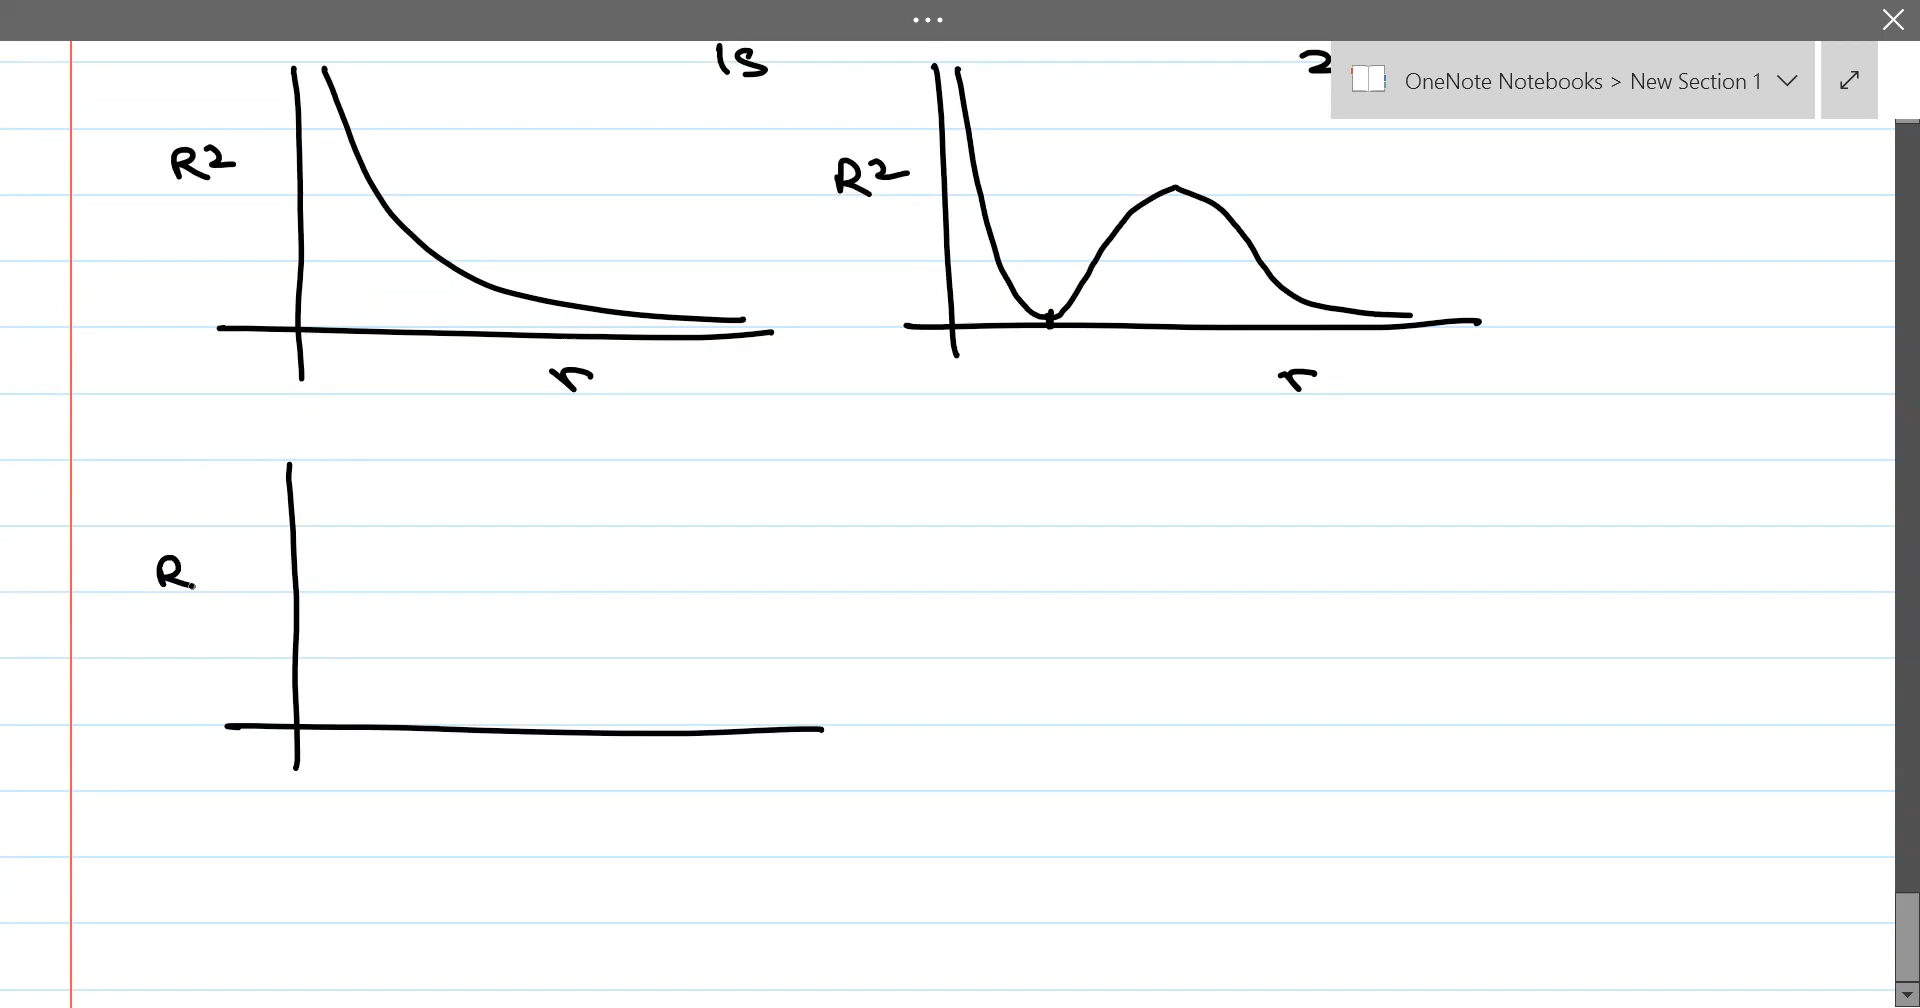 ...
1s 2
OneNote Notebooks > New Section 1
R2 R2
r r
R